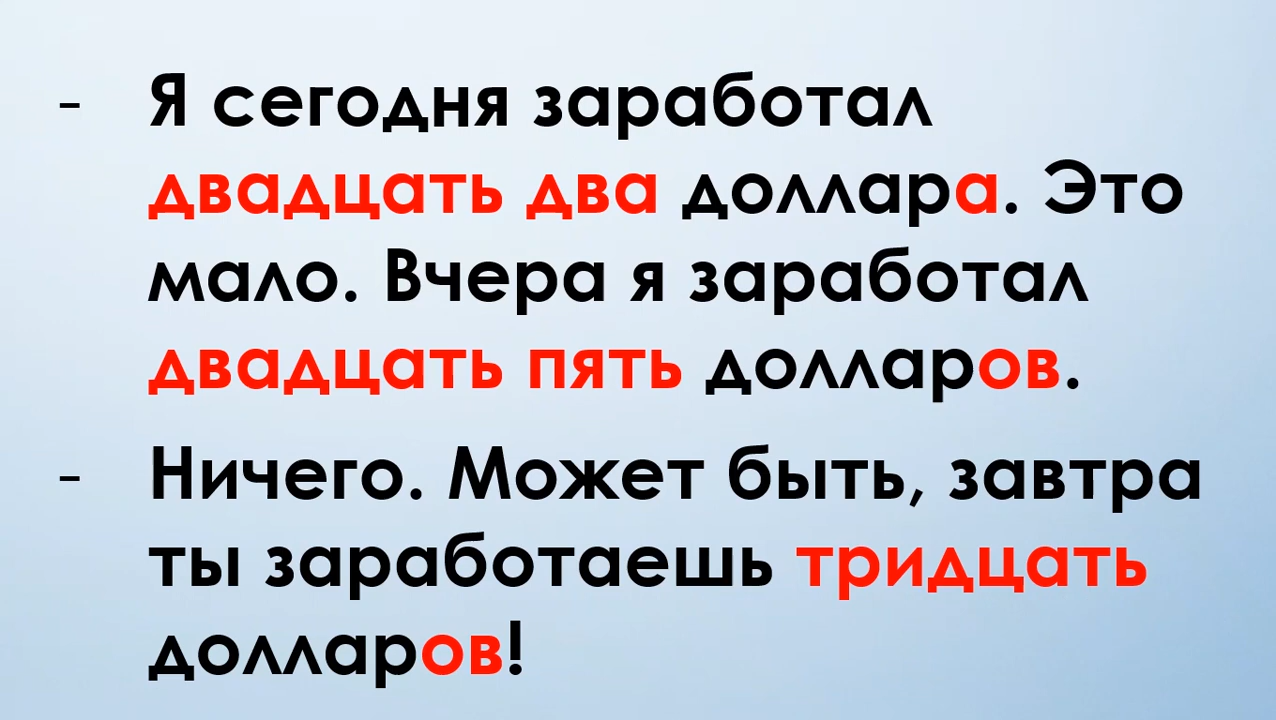 - Я сегодня заработал
двадцать два доллара. Это
мало. Вчера я заработал
двадцать пять долларов.
- Ничего. Может быть, завтра
ты заработаешь тридцать
долларов!